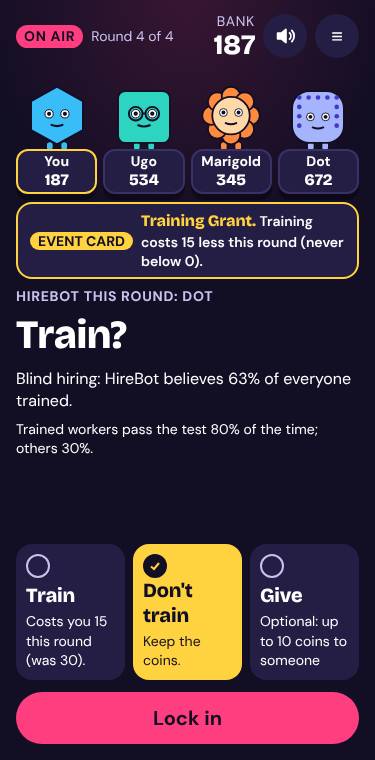 ON AIR
Round 4 of 4
BANK
187
You
187
Ugo
534
Marigold
345
Dot
672
EVENT CARD
Training Grant. Training
costs 15 less this round (never
below 0).
HIREBOT THIS ROUND: DOT
Train?
Blind hiring: HireBot believes 63% of everyone
trained.
Trained workers pass the test 80% of the time;
others 30%.
Train
Costs you 15
this round
(was 30).
Don't
train
Keep the
coins.
Give
Optional: up
to 10 coins to
someone
Lock in